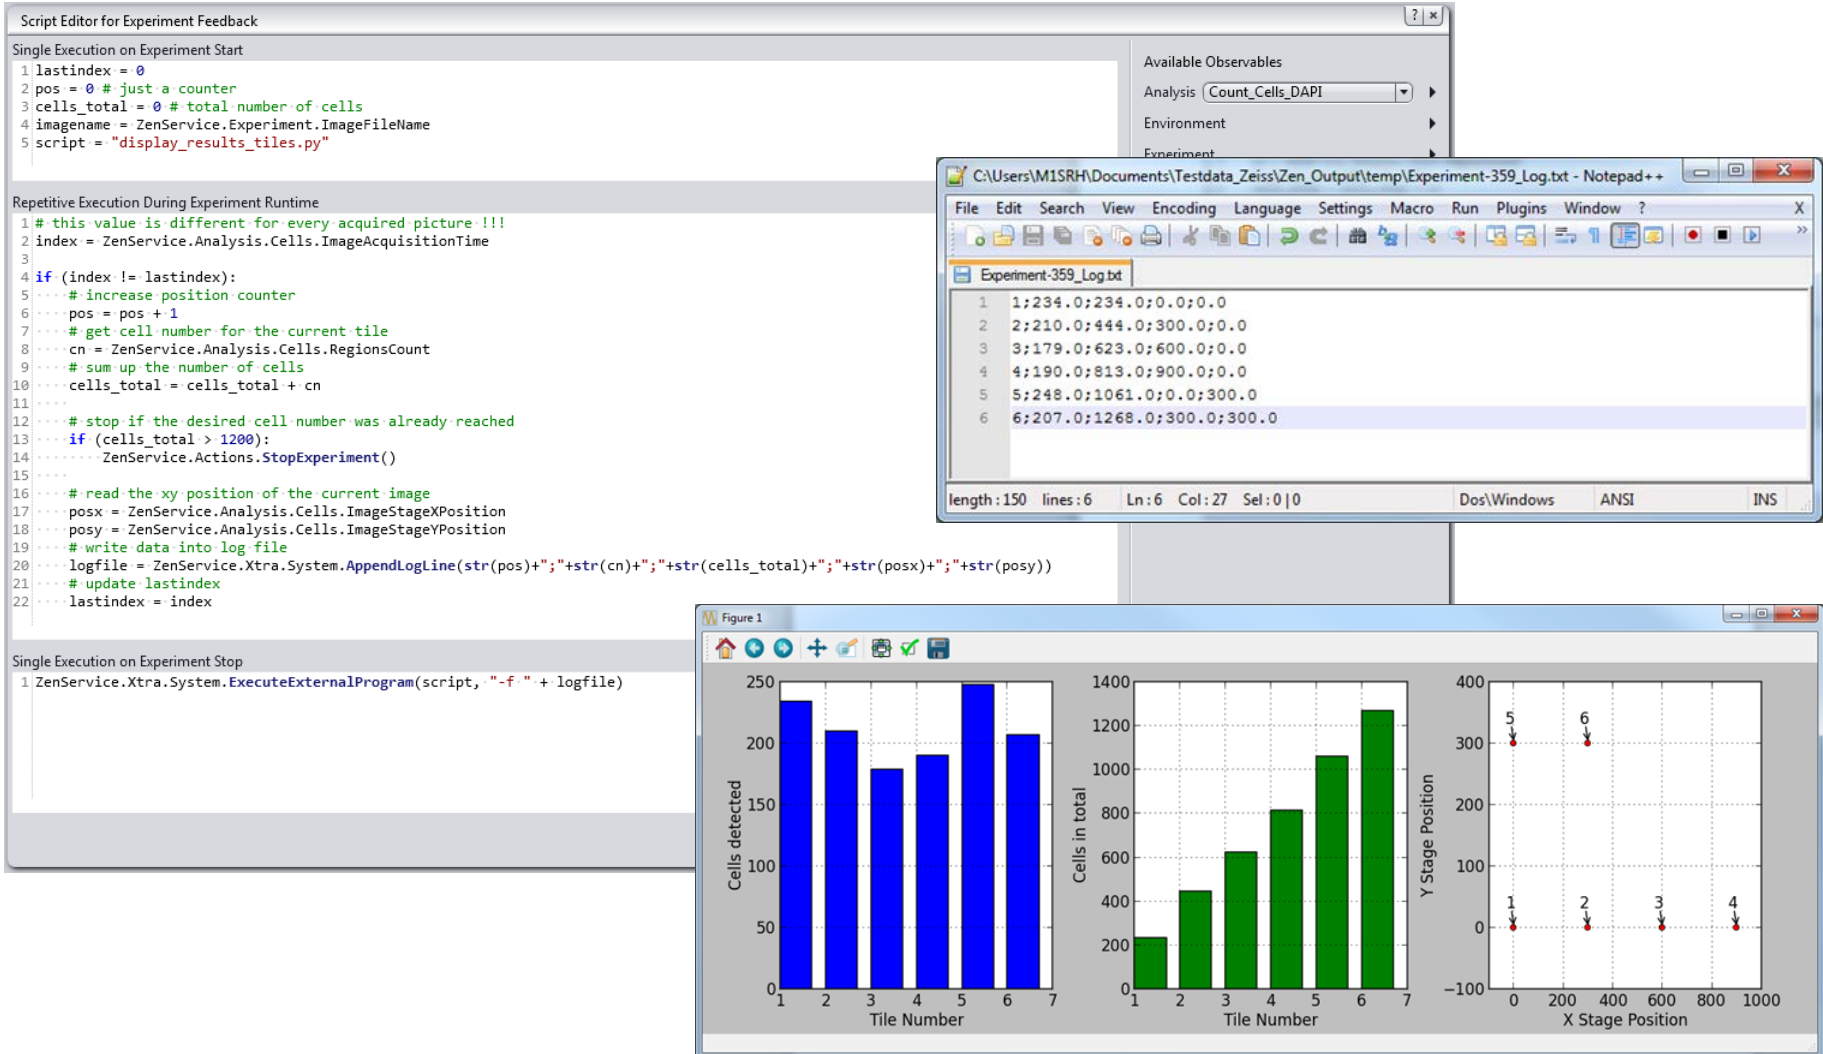 Script Editor for Experiment Feedback
? x
Single Execution on Experiment Start
1 lastindex = 0
2 pos = 0 # just a counter
3 cells_total = 0 # total number of cells
4 imagename = ZenService.Experiment.ImageFileName
5 script = "display_results_tiles.py"
Available Observables
Analysis Count_Cells_DAPI
Environment
Experiment
Repetitive Execution During Experiment Runtime
1 # this value is different for every acquired picture !!!
2 index = ZenService.Analysis.Cells.ImageAcquisitionTime
3
4 if (index != lastindex):
5 # increase position counter
6 pos = pos + 1
7 # get cell number for the current tile
8 cn = ZenService.Analysis.Cells.RegionsCount
9 # sum up the number of cells
10 cells_total = cells_total + cn
11
12 # stop if the desired cell number was already reached
13 if (cells_total > 1200):
14 ZenService.Actions.StopExperiment()
15
16 # read the xy position of the current image
17 posx = ZenService.Analysis.Cells.ImageStageXPosition
18 posy = ZenService.Analysis.Cells.ImageStageYPosition
19 # write data into log file
20 logfile = ZenService.Xtra.System.AppendLogLine(str(pos)+";"+str(cn)+";"+str(cells_total)+";"+str(posx)+";"+str(posy))
21 # update lastindex
22 lastindex = index
Single Execution on Experiment Stop
1 ZenService.Xtra.System.ExecuteExternalProgram(script, "-f " + logfile)
C:\Users\M1SRH\Documents\Testdata_Zeiss\Zen_Output\temp\Experiment-359_Log.txt - Notepad++
File Edit Search View Encoding Language Settings Macro Run Plugins Window ? X
Experiment-359_Log.txt
1 1;234.0;234.0;0.0;0.0
2 2;210.0;444.0;300.0;0.0
3 3;179.0;623.0;600.0;0.0
4 4;190.0;813.0;900.0;0.0
5 5;248.0;1061.0;0.0;300.0
6 6;207.0;1268.0;300.0;300.0
length : 150 lines : 6 Ln : 6 Col : 27 Sel : 0 | 0 Dos\Windows ANSI INS
Figure 1
250
200
150
100
50
0
Cells detected
1 2 3 4 5 6 7
Tile Number
1400
1200
1000
800
600
400
200
0
Cells in total
1 2 3 4 5 6 7
Tile Number
400
300
200
100
0
−100
Y Stage Position
5 6
1 2 3 4
0 200 400 600 800 1000
X Stage Position